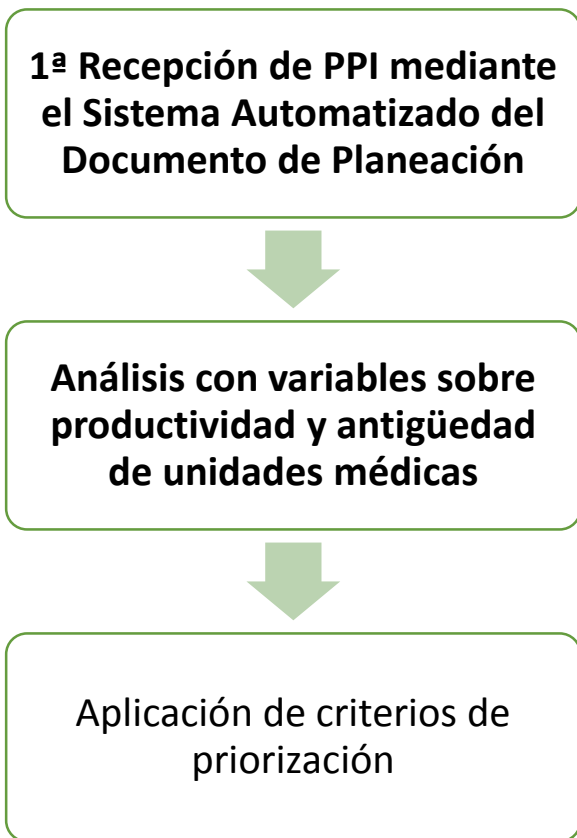 1ª Recepción de PPI mediante
el Sistema Automatizado del
Documento de Planeación
Análisis con variables sobre
productividad y antigüedad
de unidades médicas
Aplicación de criterios de
priorización